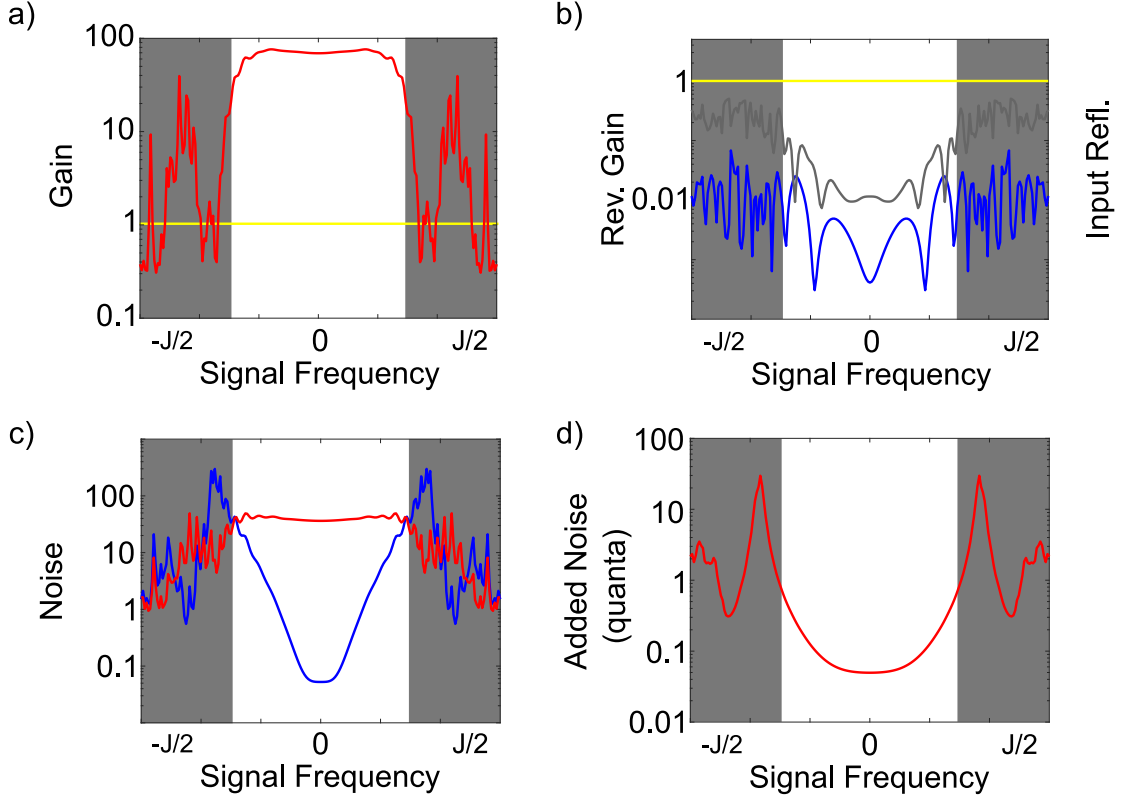 a)
100
10
1
0.1
Gain
-J/2
0
J/2
Signal Frequency
b)
1
0.01
Rev. Gain
Input Refl.
-J/2
0
J/2
Signal Frequency
c)
100
10
1
0.1
Noise
-J/2
0
J/2
Signal Frequency
d)
100
10
1
0.1
0.01
Added Noise
(quanta)
-J/2
0
J/2
Signal Frequency